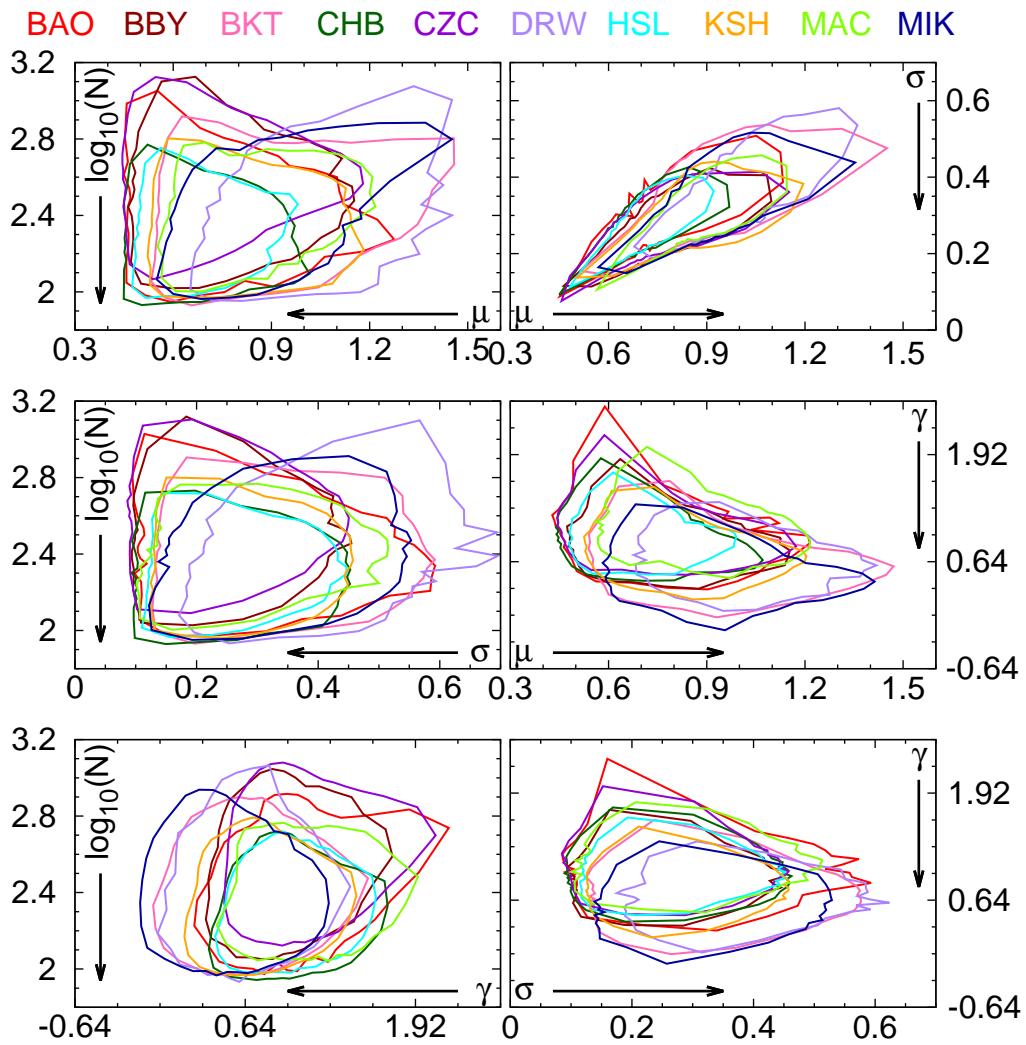 BAO BBY BKT CHB CZC DRW HSL KSH MAC MIK
3.2
2.8
2.4
2
log10(N)
μ
0.3 0.6 0.9 1.2 1.5
σ
μ
0.6
0.4
0.2
0
0.3 0.6 0.9 1.2 1.5
3.2
2.8
2.4
2
log10(N)
σ
0 0.2 0.4 0.6
γ
μ
1.92
0.64
-0.64
0.3 0.6 0.9 1.2 1.5
3.2
2.8
2.4
2
log10(N)
γ
-0.64 0.64 1.92
γ
σ
1.92
0.64
-0.64
0 0.2 0.4 0.6